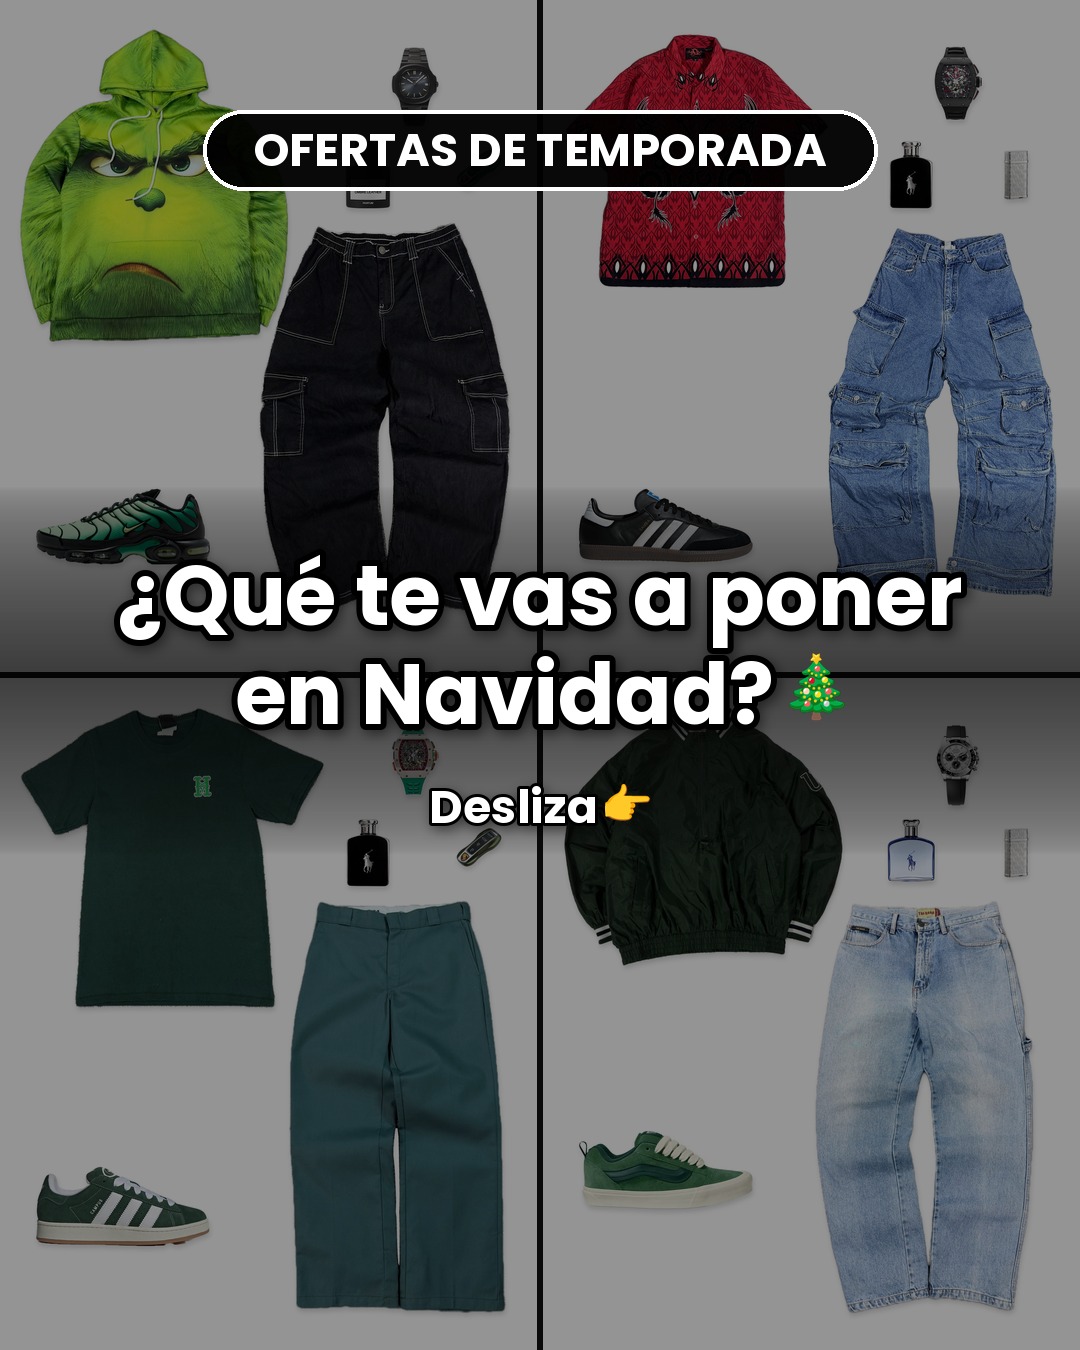 OFERTAS DE TEMPORADA
¿Qué te vas a poner
en Navidad?🎄
H
Desliza👉